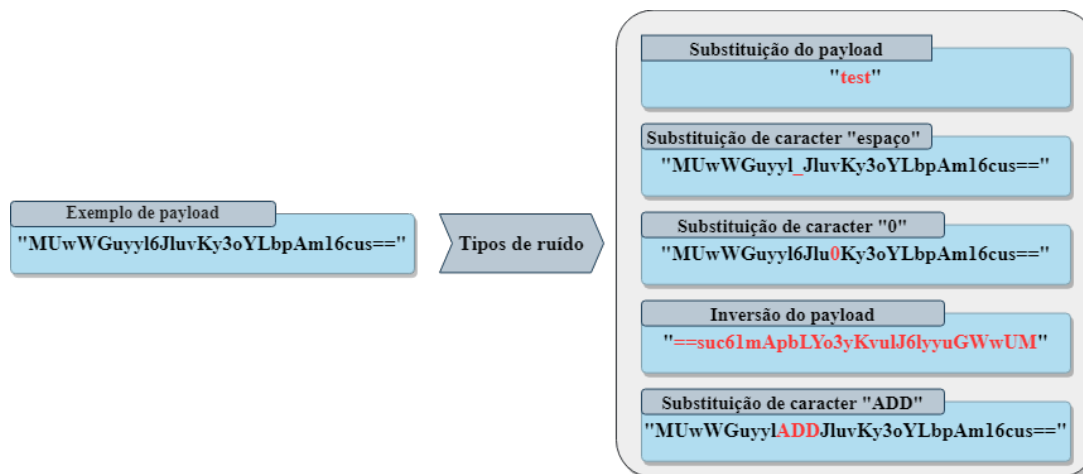 Exemplo de payload
"MUwWGuyyl6JluvKy3oYLbpAm16cus=="
Tipos de ruído
Substituição do payload
"test"
Substituição de caracter "espaço"
"MUwWGuyyl_JluvKy3oYLbpAm16cus=="
Substituição de caracter "0"
"MUwWGuyyl6Jlu0Ky3oYLbpAm16cus=="
Inversão do payload
"==suc61mApbLYo3yKvulJ6lyyuGWwUM"
Substituição de caracter "ADD"
"MUwWGuyylADDJluvKy3oYLbpAm16cus=="